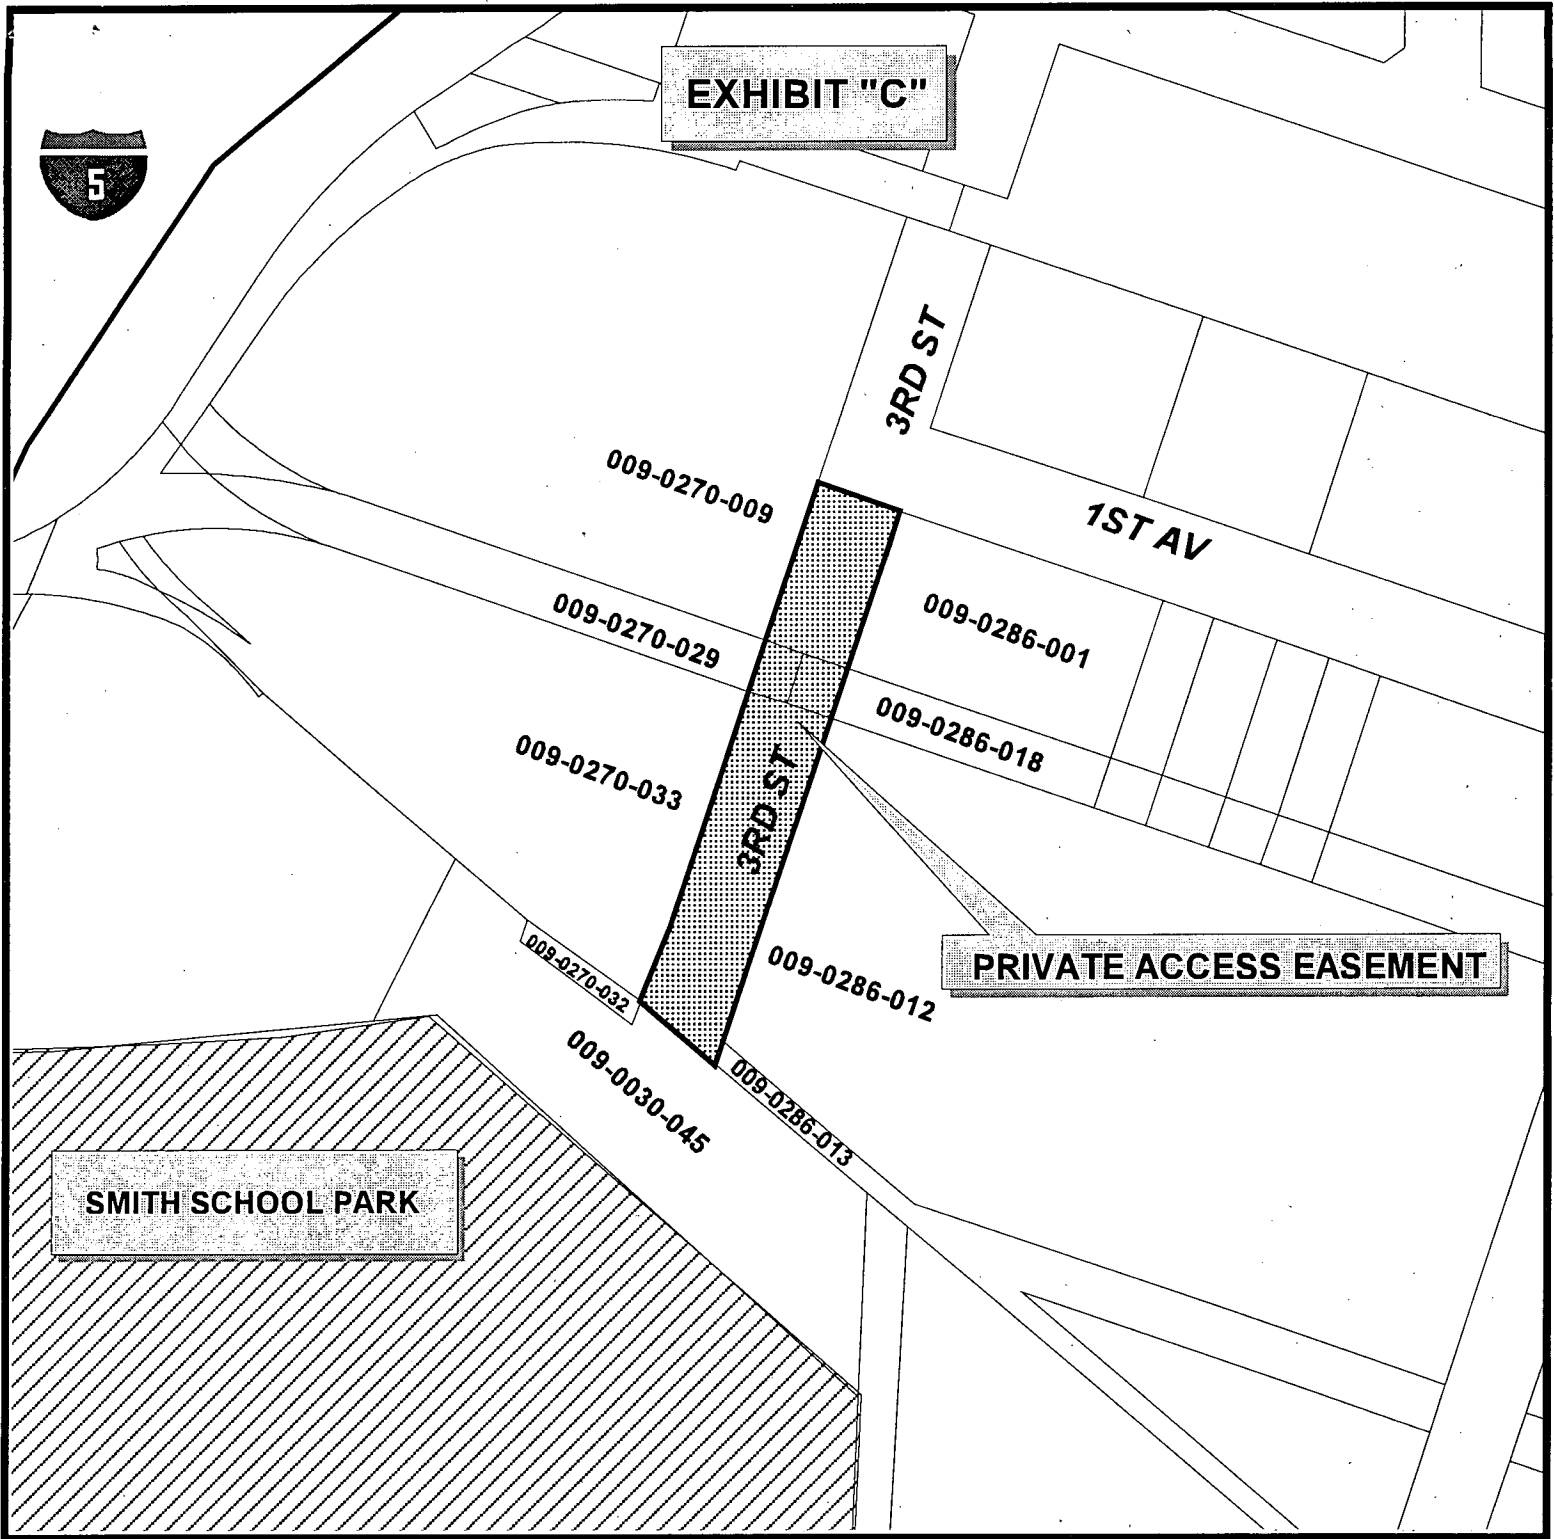 EXHIBIT "C"
5
3RD ST
009-0270-009
1ST AV
009-0270-029
009-0286-001
009-0286-018
009-0270-033
3RD ST
009-0270-032
009-0286-012
PRIVATE ACCESS EASEMENT
009-0030-045
009-0286-013
SMITH SCHOOL PARK